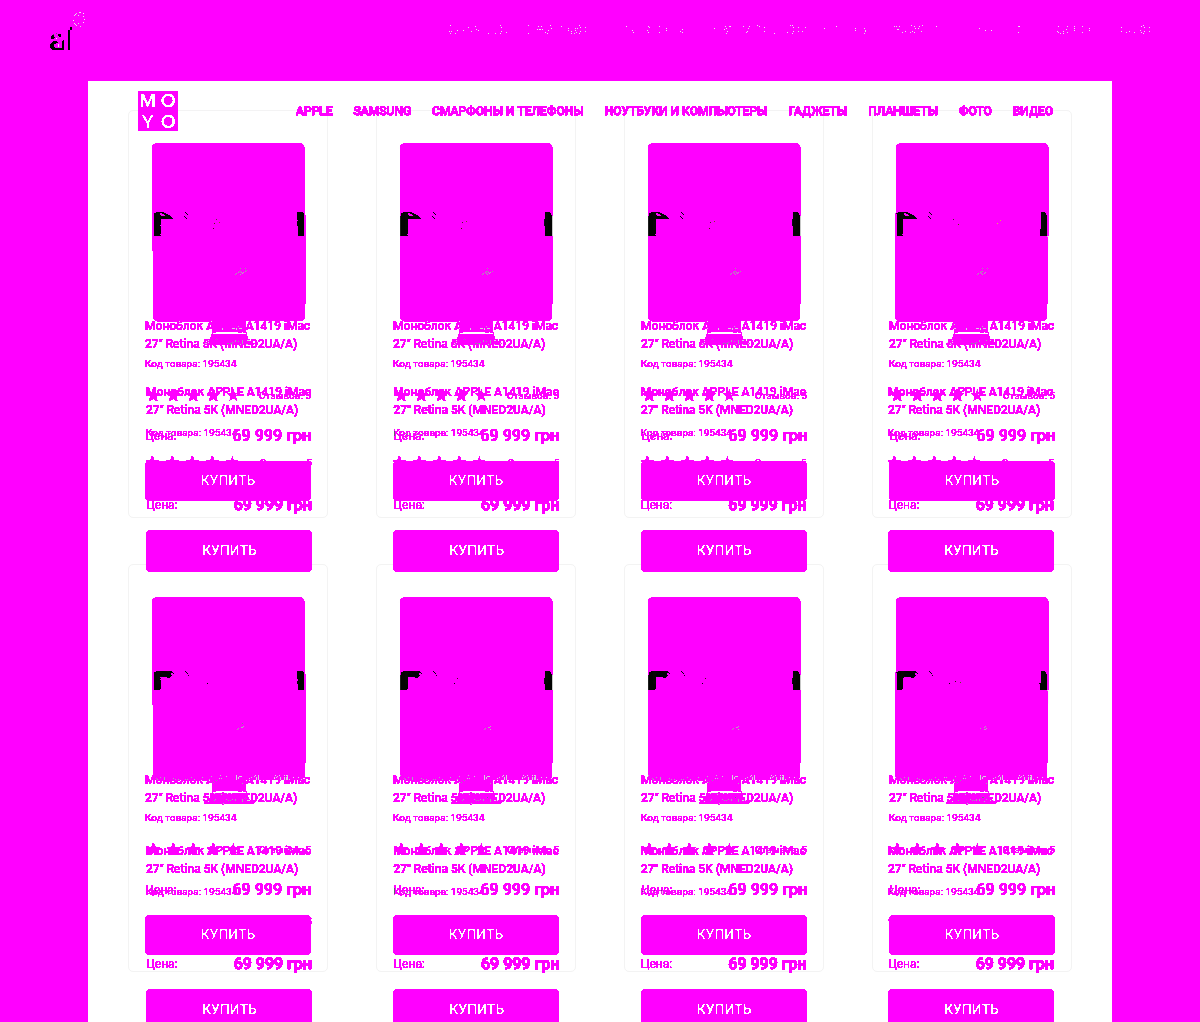 al
MO
YO
APPLE SAMSUNG СМАРФОНЫ И ТЕЛЕФОНЫ НОУТБУКИ И КОМПЬЮТЕРЫ ГАДЖЕТЫ ПЛАНШЕТЫ ФОТО ВИДЕО
Моноблок APPLE A1419 iMac Моноблок APPLE A1419 iMac Моноблок APPLE A1419 iMac Моноблок APPLE A1419 iMac
27" Retina 5K (MNED2UA/A) 27" Retina 5K (MNED2UA/A) 27" Retina 5K (MNED2UA/A) 27" Retina 5K (MNED2UA/A)
Код товара: 195434 Код товара: 195434 Код товара: 195434 Код товара: 195434
Моноблок APPLE A1419 iMac Моноблок APPLE A1419 iMac Моноблок APPLE A1419 iMac Моноблок APPLE A1419 iMac
27" Retina 5K (MNED2UA/A) 27" Retina 5K (MNED2UA/A) 27" Retina 5K (MNED2UA/A) 27" Retina 5K (MNED2UA/A)
Код товара: 195434 69 999 грн Код товара: 195434 69 999 грн Код товара: 195434 69 999 грн Код товара: 195434 69 999 грн
КУПИТЬ КУПИТЬ КУПИТЬ КУПИТЬ
Цена: 69 999 грн Цена: 69 999 грн Цена: 69 999 грн Цена: 69 999 грн
КУПИТЬ КУПИТЬ КУПИТЬ КУПИТЬ
Моноблок APPLE A1419 iMac Моноблок APPLE A1419 iMac Моноблок APPLE A1419 iMac Моноблок APPLE A1419 iMac
27" Retina 5K (MNED2UA/A) 27" Retina 5K (MNED2UA/A) 27" Retina 5K (MNED2UA/A) 27" Retina 5K (MNED2UA/A)
Код товара: 195434 Код товара: 195434 Код товара: 195434 Код товара: 195434
Моноблок APPLE A1419 iMac Моноблок APPLE A1419 iMac Моноблок APPLE A1419 iMac Моноблок APPLE A1419 iMac
27" Retina 5K (MNED2UA/A) 27" Retina 5K (MNED2UA/A) 27" Retina 5K (MNED2UA/A) 27" Retina 5K (MNED2UA/A)
Код товара: 195434 69 999 грн Код товара: 195434 69 999 грн Код товара: 195434 69 999 грн Код товара: 195434 69 999 грн
КУПИТЬ КУПИТЬ КУПИТЬ КУПИТЬ
Цена: 69 999 грн Цена: 69 999 грн Цена: 69 999 грн Цена: 69 999 грн
КУПИТЬ КУПИТЬ КУПИТЬ КУПИТЬ